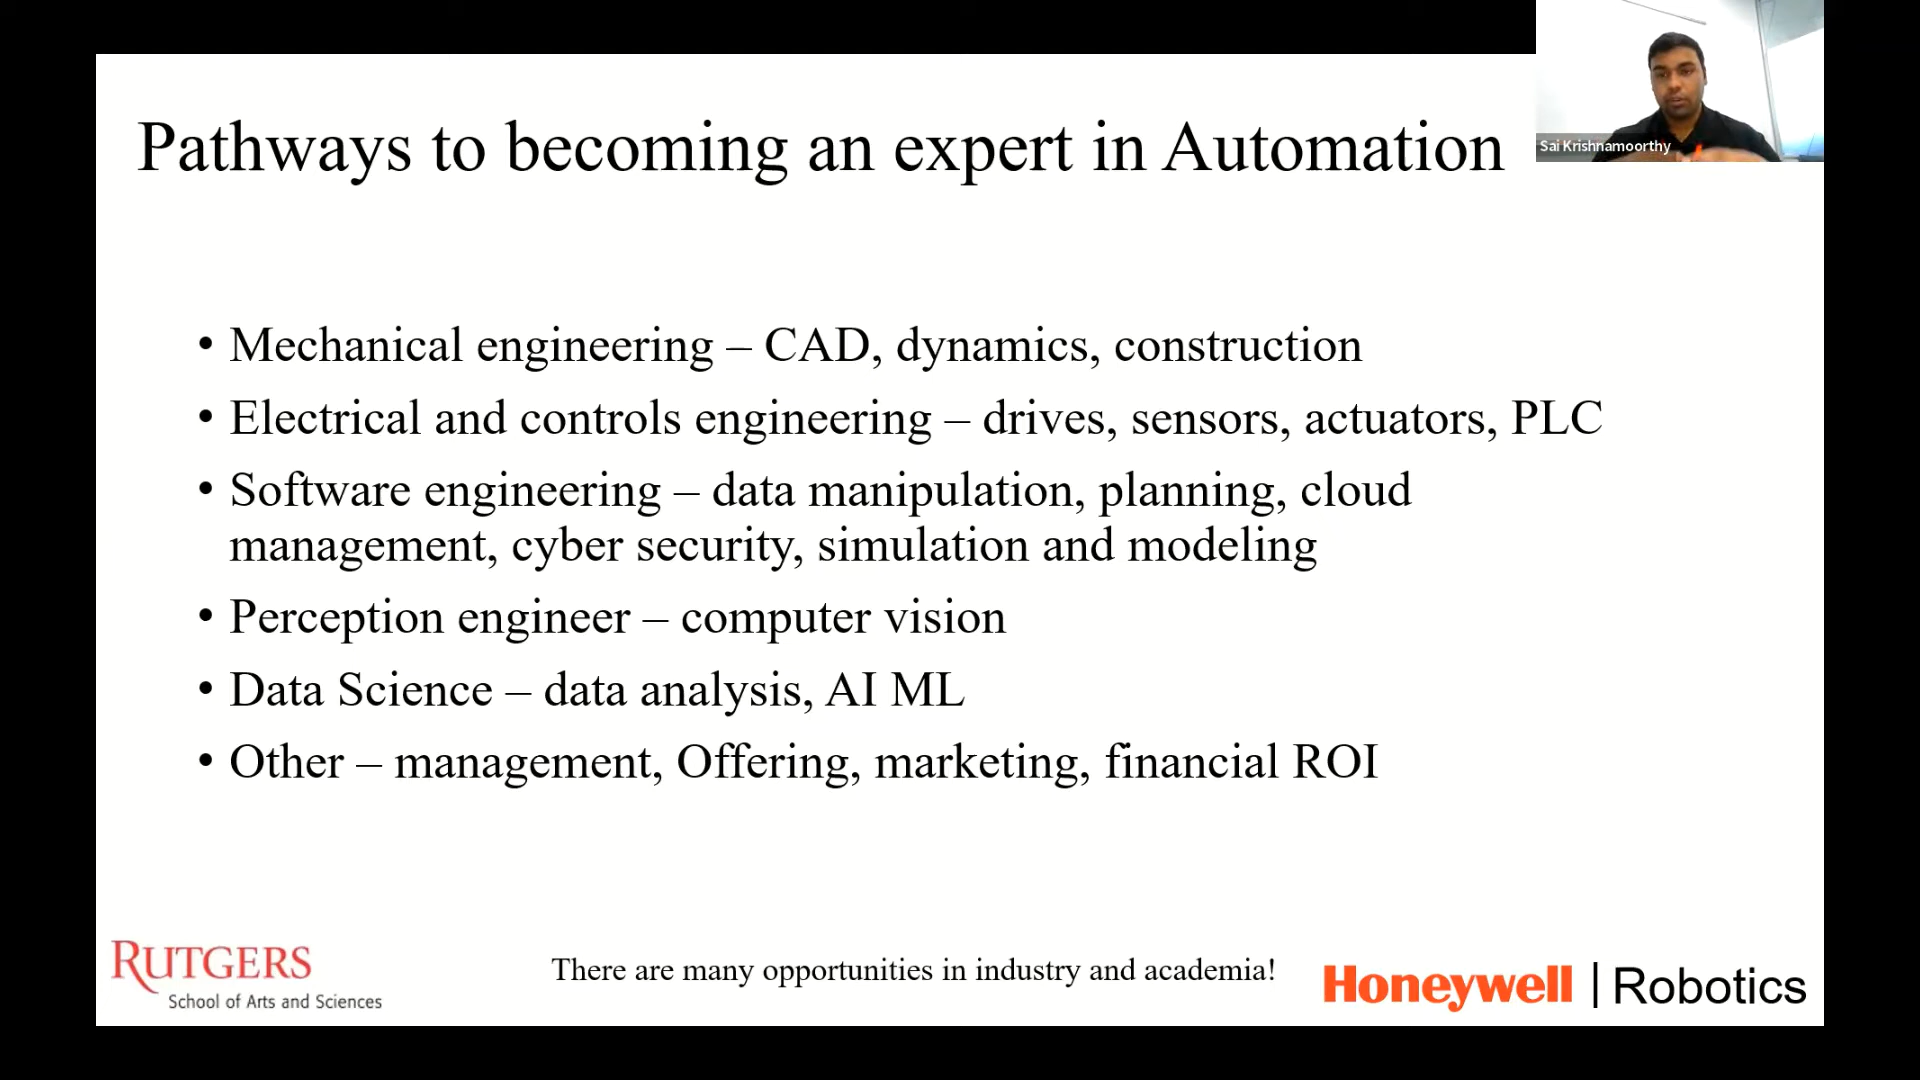 Pathways to becoming an expert in Automation
Sai Krishnamoorthy
• Mechanical engineering – CAD, dynamics, construction
• Electrical and controls engineering – drives, sensors, actuators, PLC
• Software engineering – data manipulation, planning, cloud
management, cyber security, simulation and modeling
• Perception engineer – computer vision
• Data Science – data analysis, AI ML
• Other – management, Offering, marketing, financial ROI
RUTGERS
School of Arts and Sciences
There are many opportunities in industry and academia!
Honeywell | Robotics